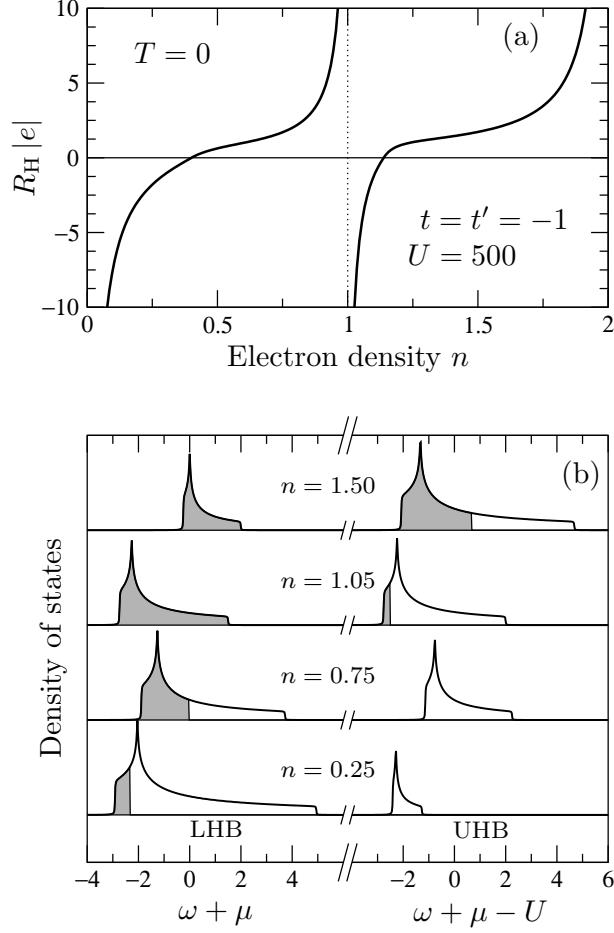 10
5
0
−5
−10
R_H |e|
(a)
T = 0
t = t′ = −1
U = 500
0 0.5 1 1.5 2
Electron density n
(b)
n = 1.50
n = 1.05
n = 0.75
n = 0.25
Density of states
LHB UHB
−4 −2 0 2 4 −2 0 2 4 6
ω + μ ω + μ − U